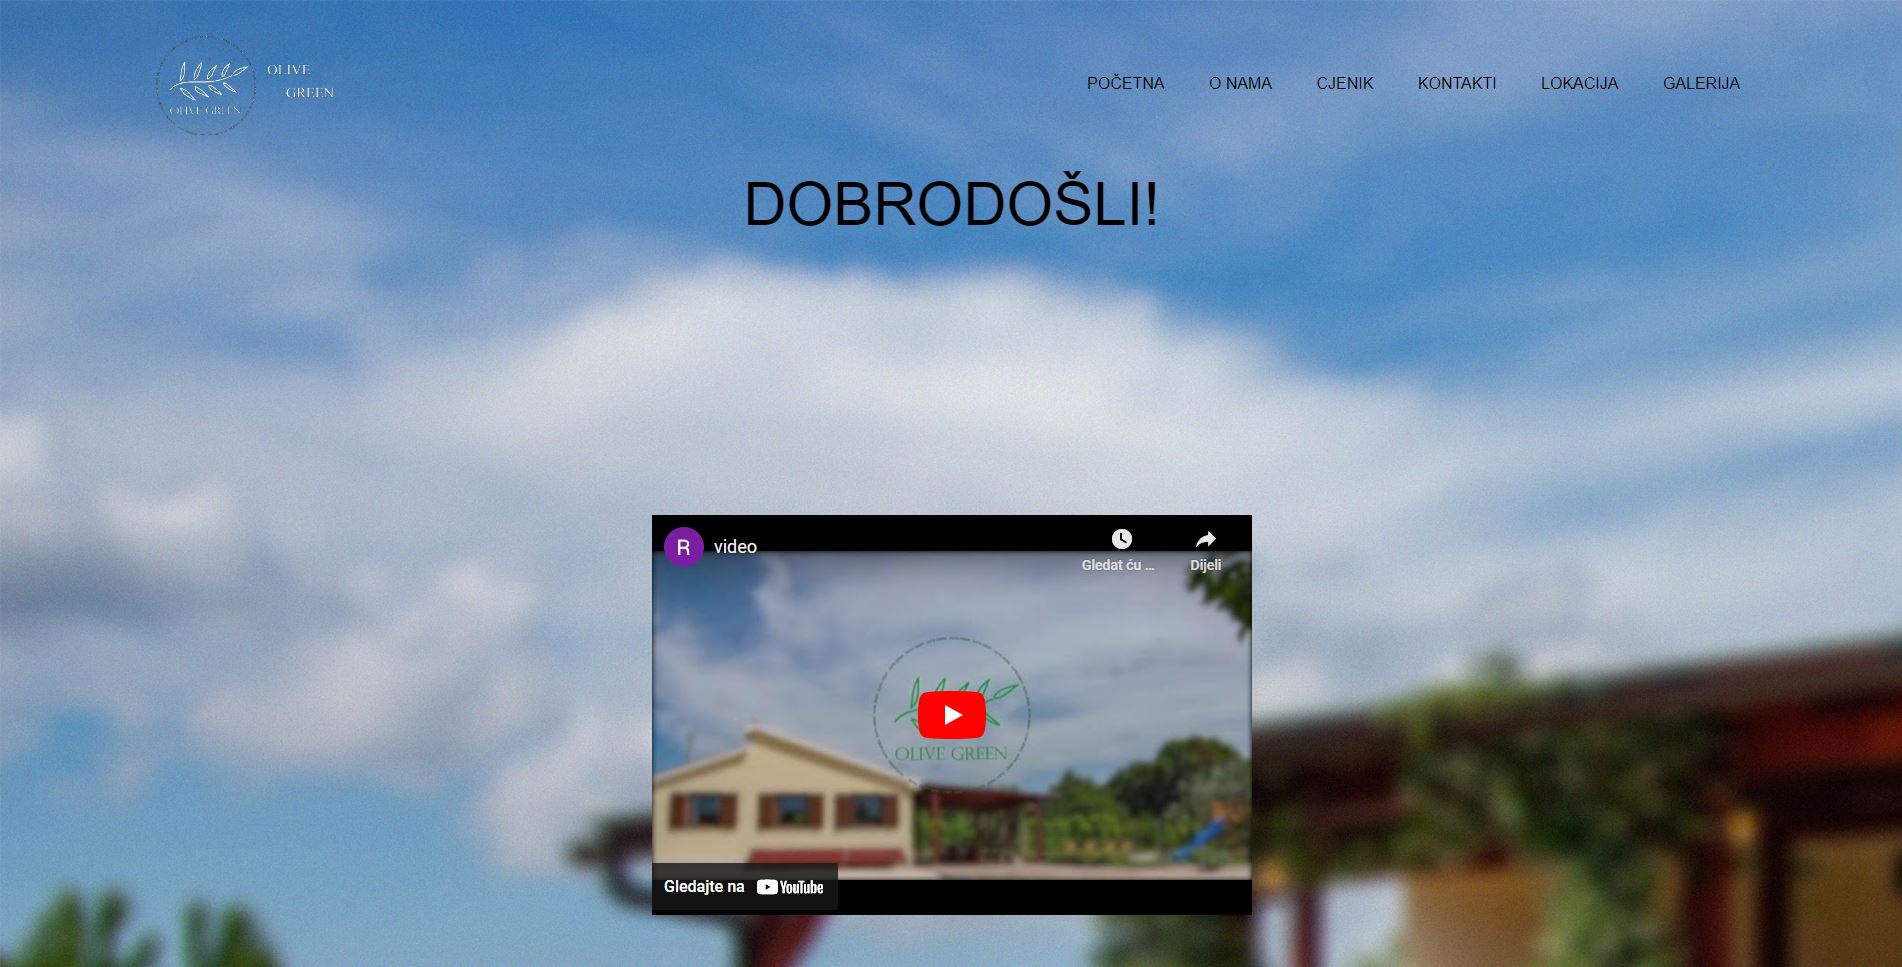 OLIVE
GREEN
OLIVE GREEN
POČETNA O NAMA CJENIK KONTAKTI LOKACIJA GALERIJA
DOBRODOŠLI!
R video
Gledat ću ... Dijeli
OLIVE GREEN
Gledajte na YouTube